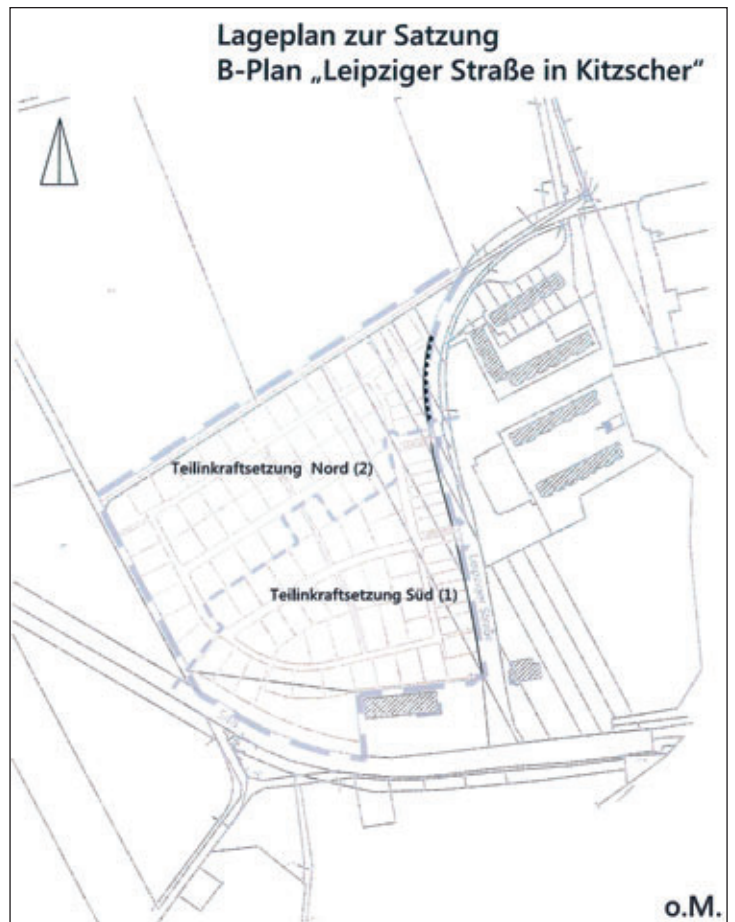 Lageplan zur Satzung
B-Plan „Leipziger Straße in Kitzscher“
Teilinkraftsetzung Nord (2)
Teilinkraftsetzung Süd (1)
Leipziger Straße
o.M.